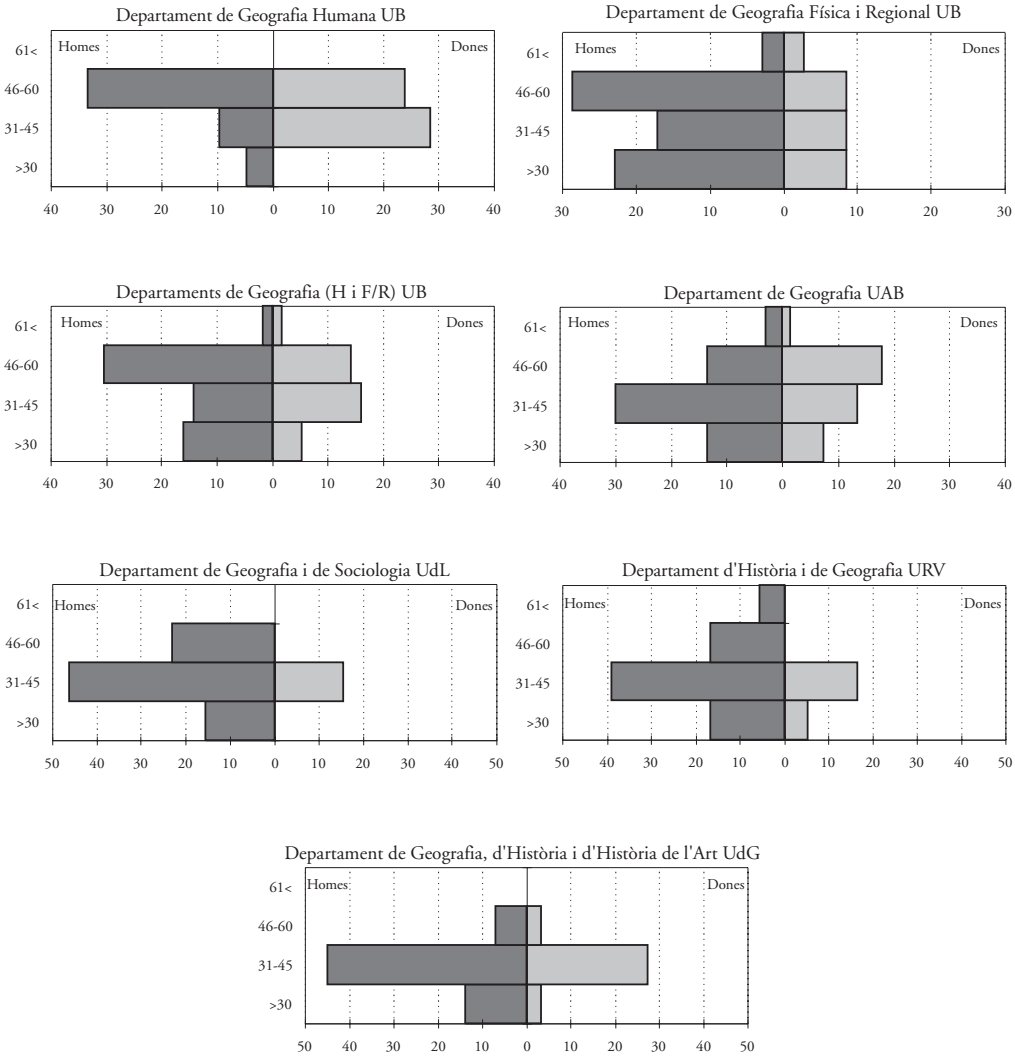 Departament de Geografia Humana UB
Homes
Dones
61<
46-60
31-45
>30
40 30 20 10 0 10 20 30 40
Departament de Geografia Física i Regional UB
Homes
Dones
61<
46-60
31-45
>30
30 20 10 0 10 20 30
Departaments de Geografia (H i F/R) UB
Homes
Dones
61<
46-60
31-45
>30
40 30 20 10 0 10 20 30 40
Departament de Geografia UAB
Homes
Dones
61<
46-60
31-45
>30
40 30 20 10 0 10 20 30 40
Departament de Geografia i de Sociologia UdL
Homes
Dones
61<
46-60
31-45
>30
50 40 30 20 10 0 10 20 30 40 50
Departament d'Història i de Geografia URV
Homes
Dones
61<
46-60
31-45
>30
50 40 30 20 10 0 10 20 30 40 50
Departament de Geografia, d'Història i d'Història de l'Art UdG
Homes
Dones
61<
46-60
31-45
>30
50 40 30 20 10 0 10 20 30 40 50